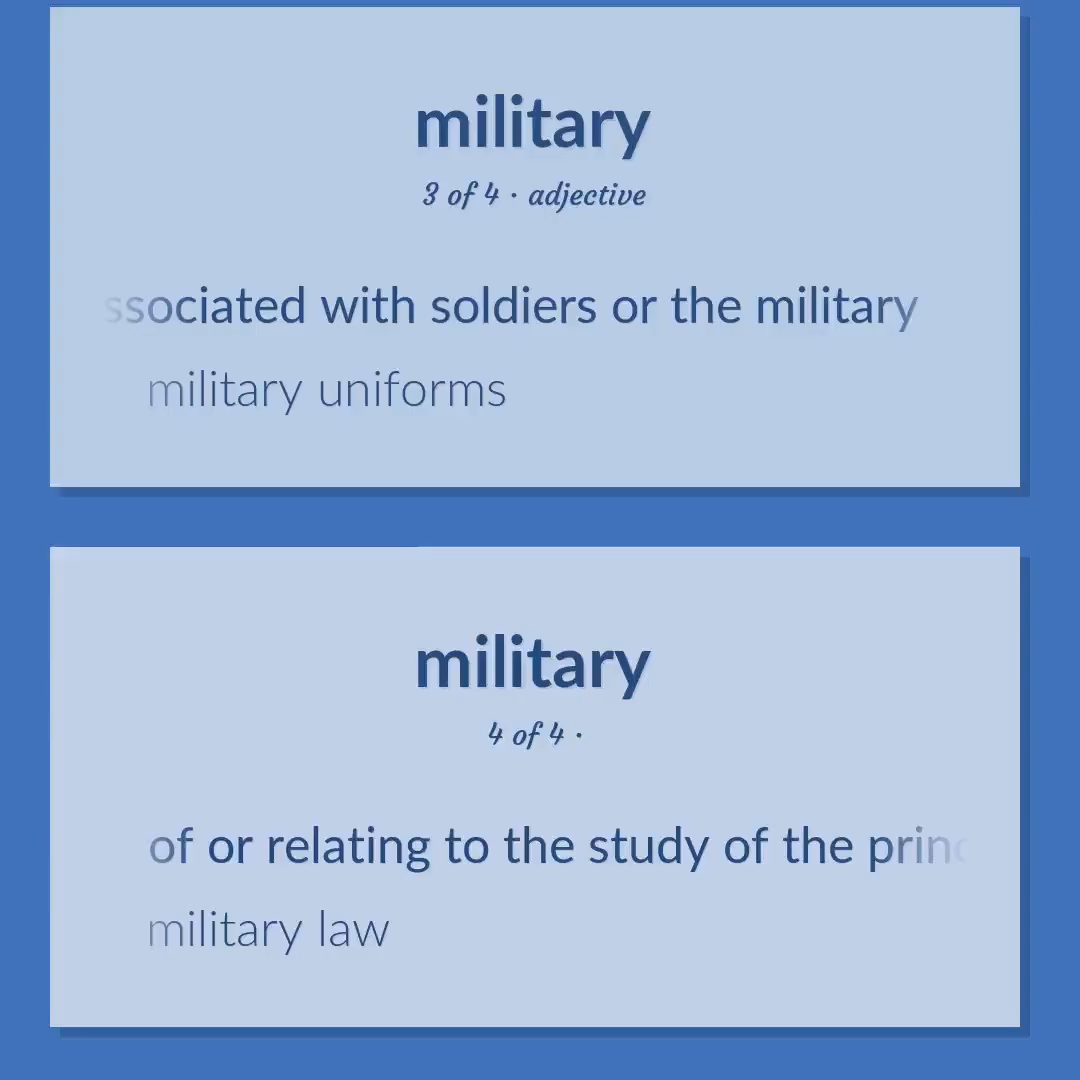 military
3 of 4 · adjective
ssociated with soldiers or the military
military uniforms
military
4 of 4 ·
of or relating to the study of the princ
military law